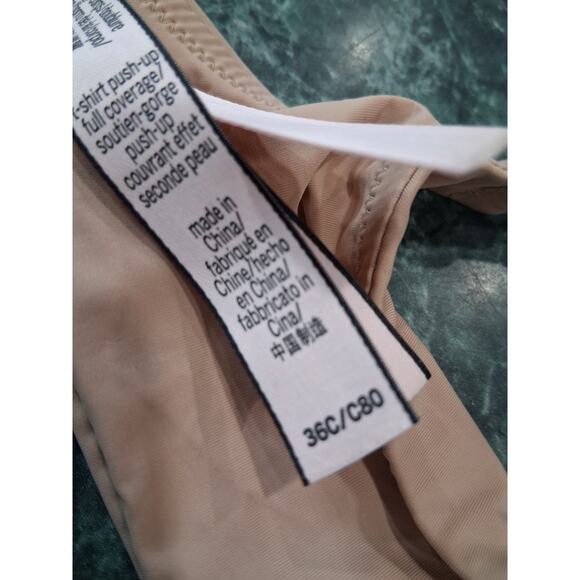 t-shirt push-up
full coverage/
soutien-gorge
push-up
couvrant effet
seconde peau
made in
China/
fabriqué en
Chine/hecho
en China/
fabbricato in
Cina/
中国制造
36C/C80